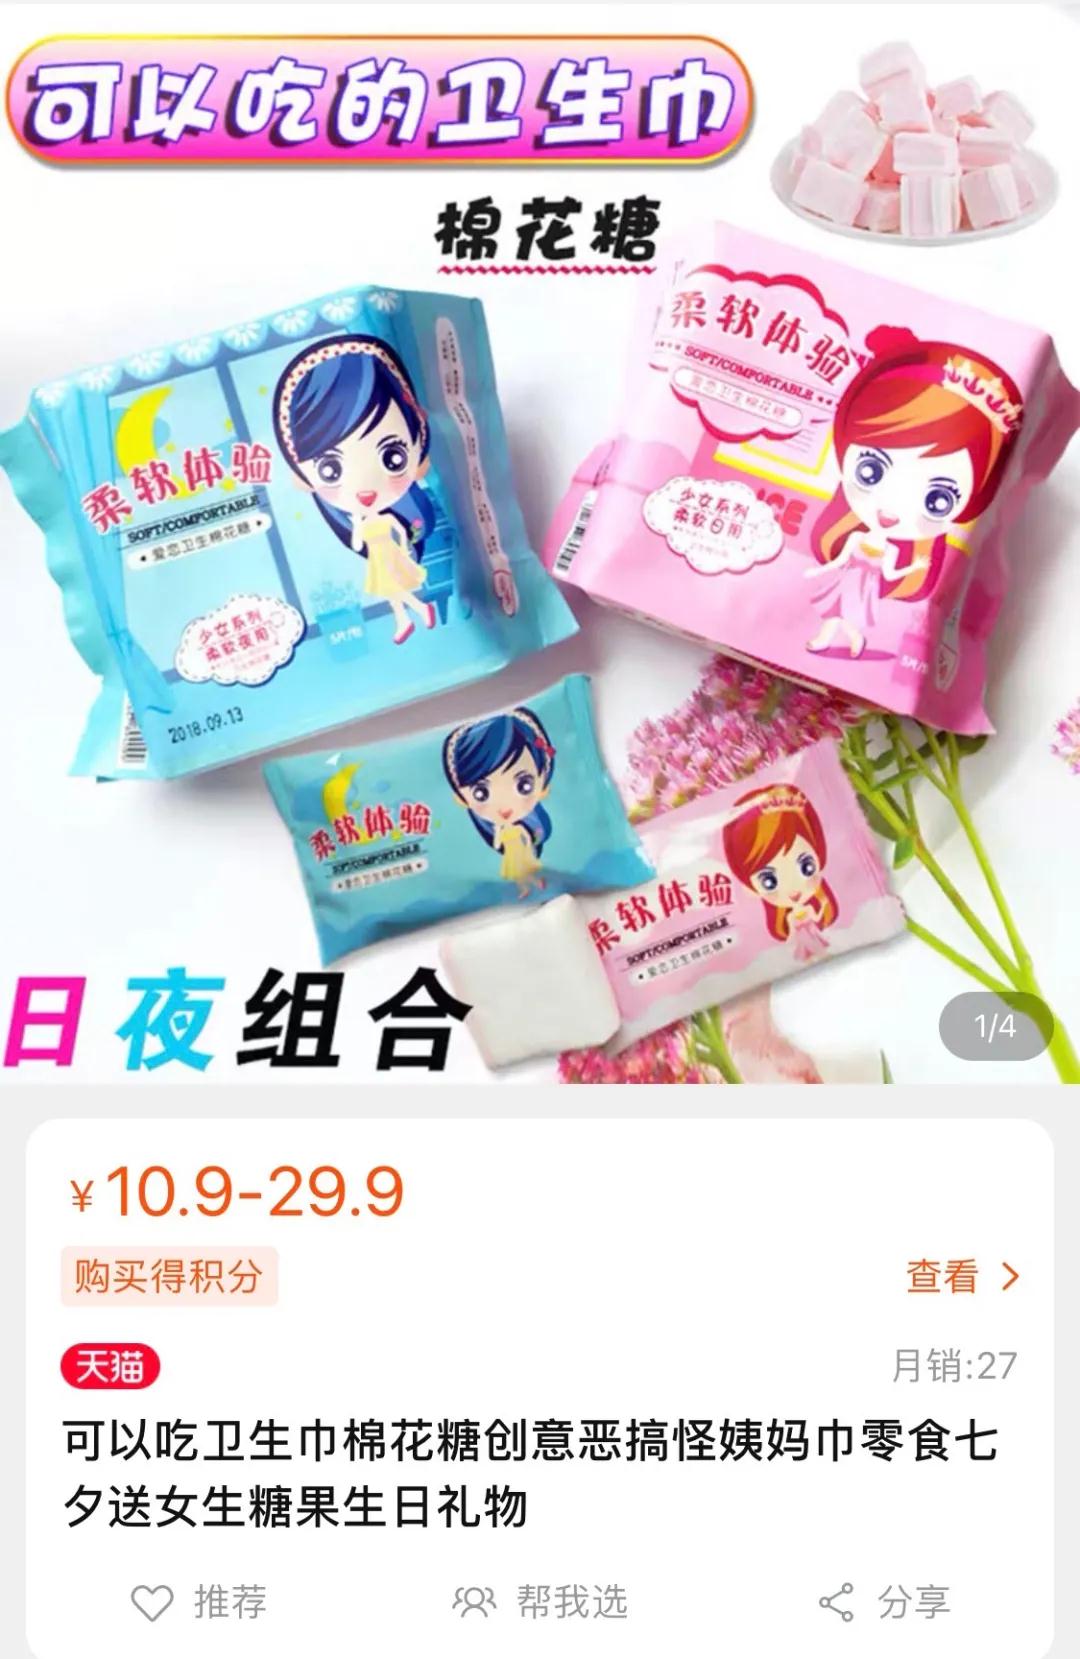 可以吃的卫生巾
棉花糖
柔软体验
SOFT/COMPORTABLE
爱恋卫生棉花糖
少女系列
柔软日用
柔软体验
SOFT/COMPORTABLE
• 爱恋卫生棉花糖 •
少女系列
柔软夜用
2018.09.13
柔软体验
SOFT/COMPORTABLE
• 爱恋卫生棉花糖 •
柔软体验
SOFT/COMPORTABLE
• 爱恋卫生棉花糖 •
日夜组合
1/4
¥10.9-29.9
购买得积分
查看 >
天猫
月销:27
可以吃卫生巾棉花糖创意恶搞怪姨妈巾零食七
夕送女生糖果生日礼物
推荐
帮我选
分享